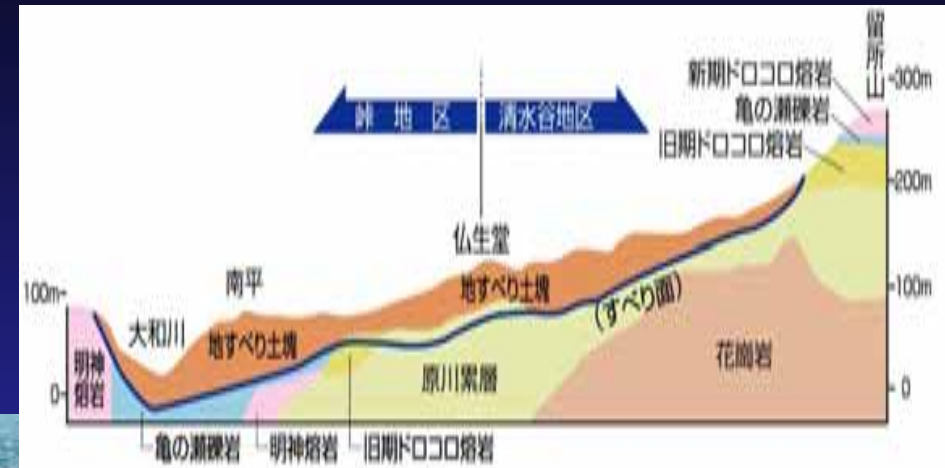 留所山
新期ドロコロ熔岩
300m
亀の瀬礫岩
旧期ドロコロ熔岩
峠地区
清水谷地区
200m
仏生堂
100m
南平
地すべり土塊
(すべり面)
100m
大和川
地すべり土塊
明神熔岩
原川累層
花崗岩
0
0
亀の瀬礫岩
明神熔岩
旧期ドロコロ熔岩